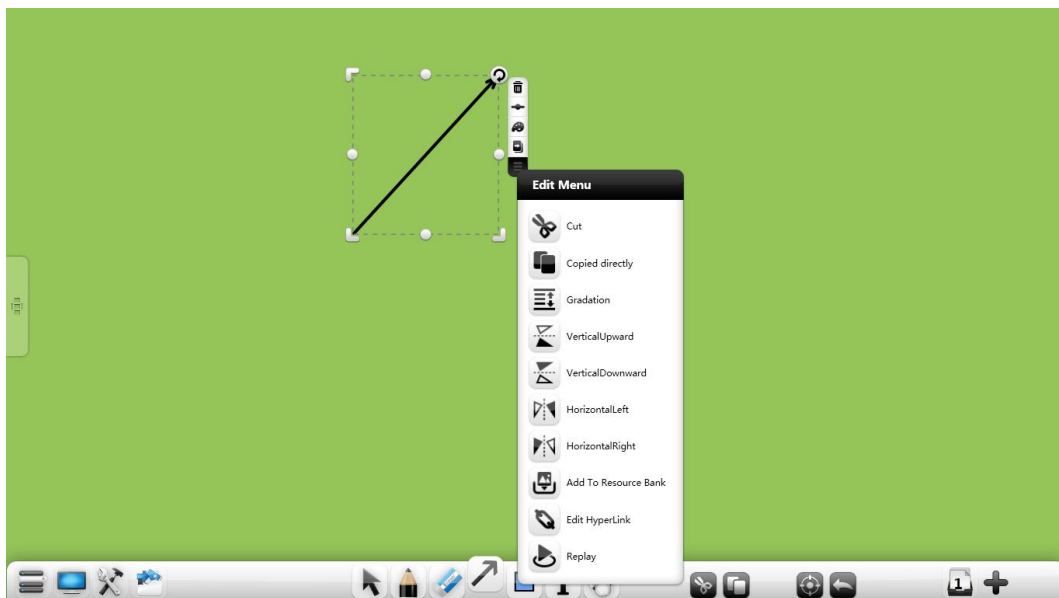 Edit Menu
Cut
Copied directly
Gradation
VerticalUpward
VerticalDownward
HorizontalLeft
HorizontalRight
Add To Resource Bank
Edit HyperLink
Replay
1